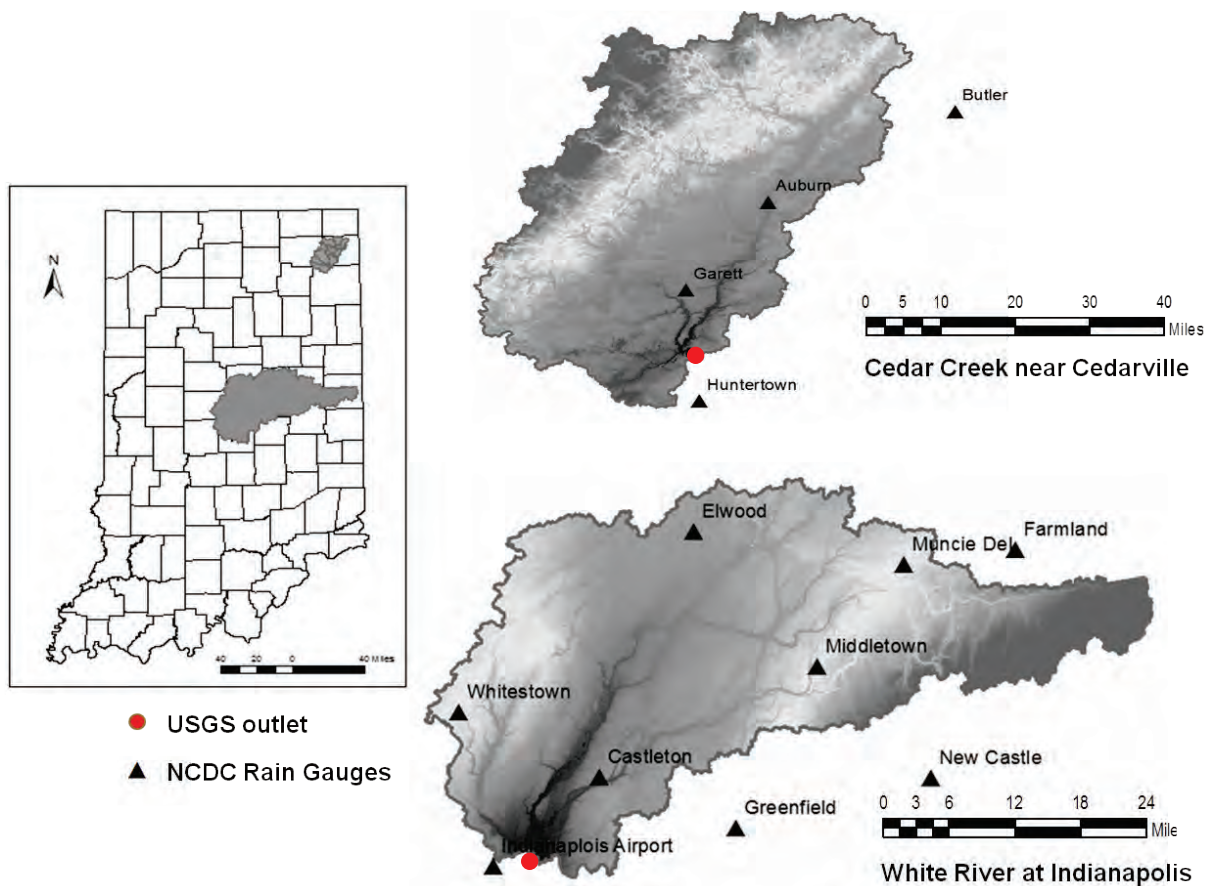 N
40 20 0 40 Miles
USGS outlet
NCDC Rain Gauges
Butler
Auburn
Garett
Huntertown
0 5 10 20 30 40
Miles
Cedar Creek near Cedarville
Elwood
Farmland
Muncie Del
Middletown
Whitestown
Castleton
New Castle
Greenfield
Indianaplois Airport
0 3 6 12 18 24
Mile
White River at Indianapolis